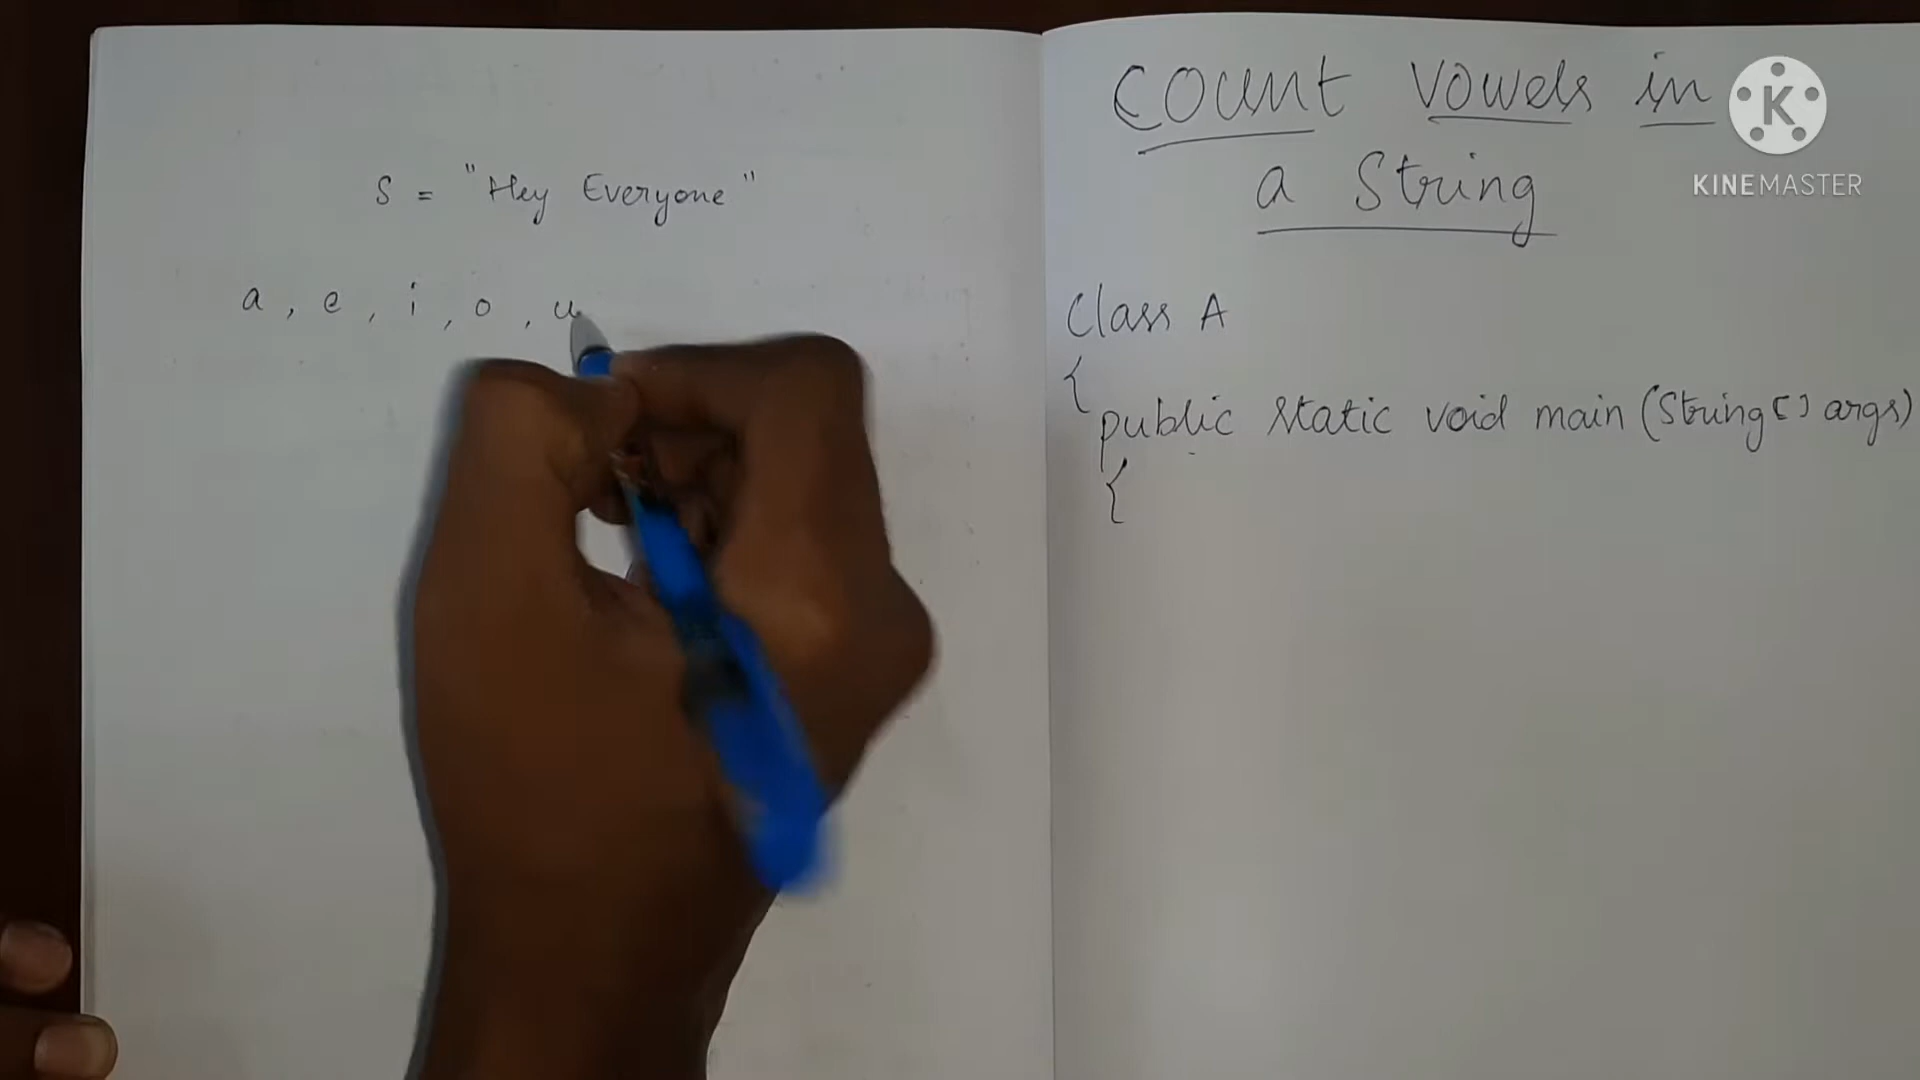 S = "Hey Everyone"
a, e, i, o, u
Count Vowels in
a String
Class A
{
public static void main (String[] args)
{
K
KINEMASTER